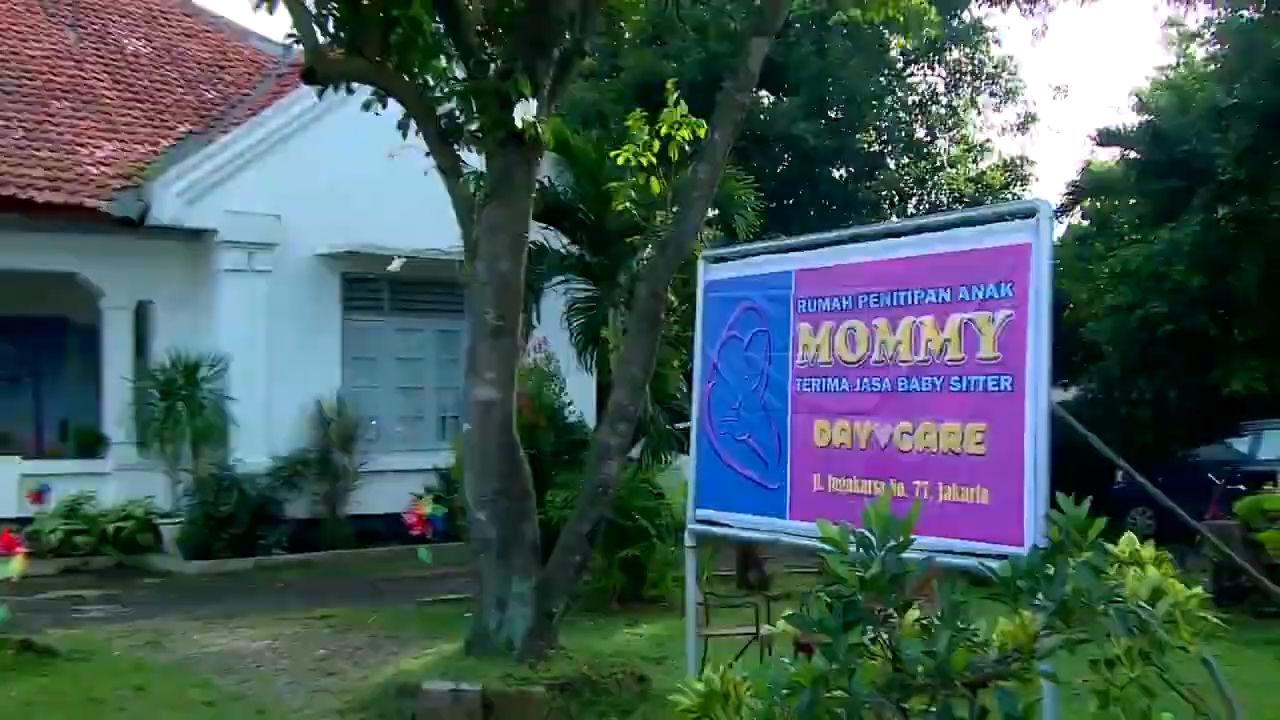 RUMAH PENITIPAN ANAK
MOMMY
TERIMA JASA BABY SITTER
DAY CARE
Jl. Jagakarsa No. 77, Jakarta